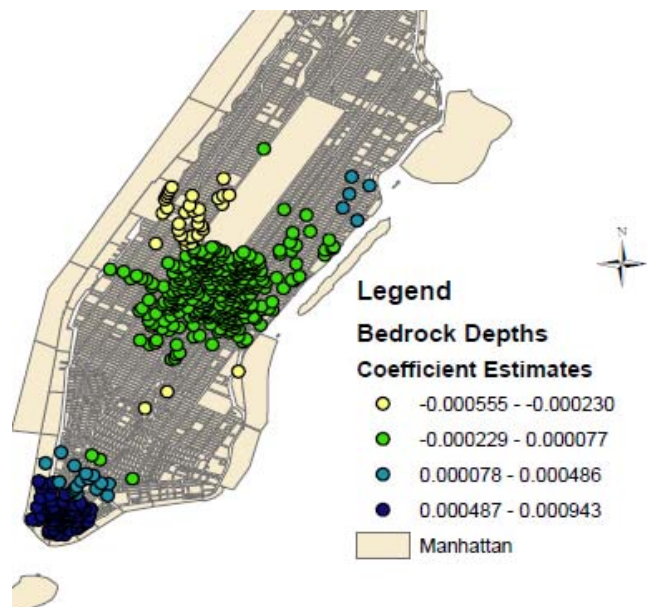 N
Legend
Bedrock Depths
Coefficient Estimates
-0.000555 - -0.000230
-0.000229 - 0.000077
0.000078 - 0.000486
0.000487 - 0.000943
Manhattan